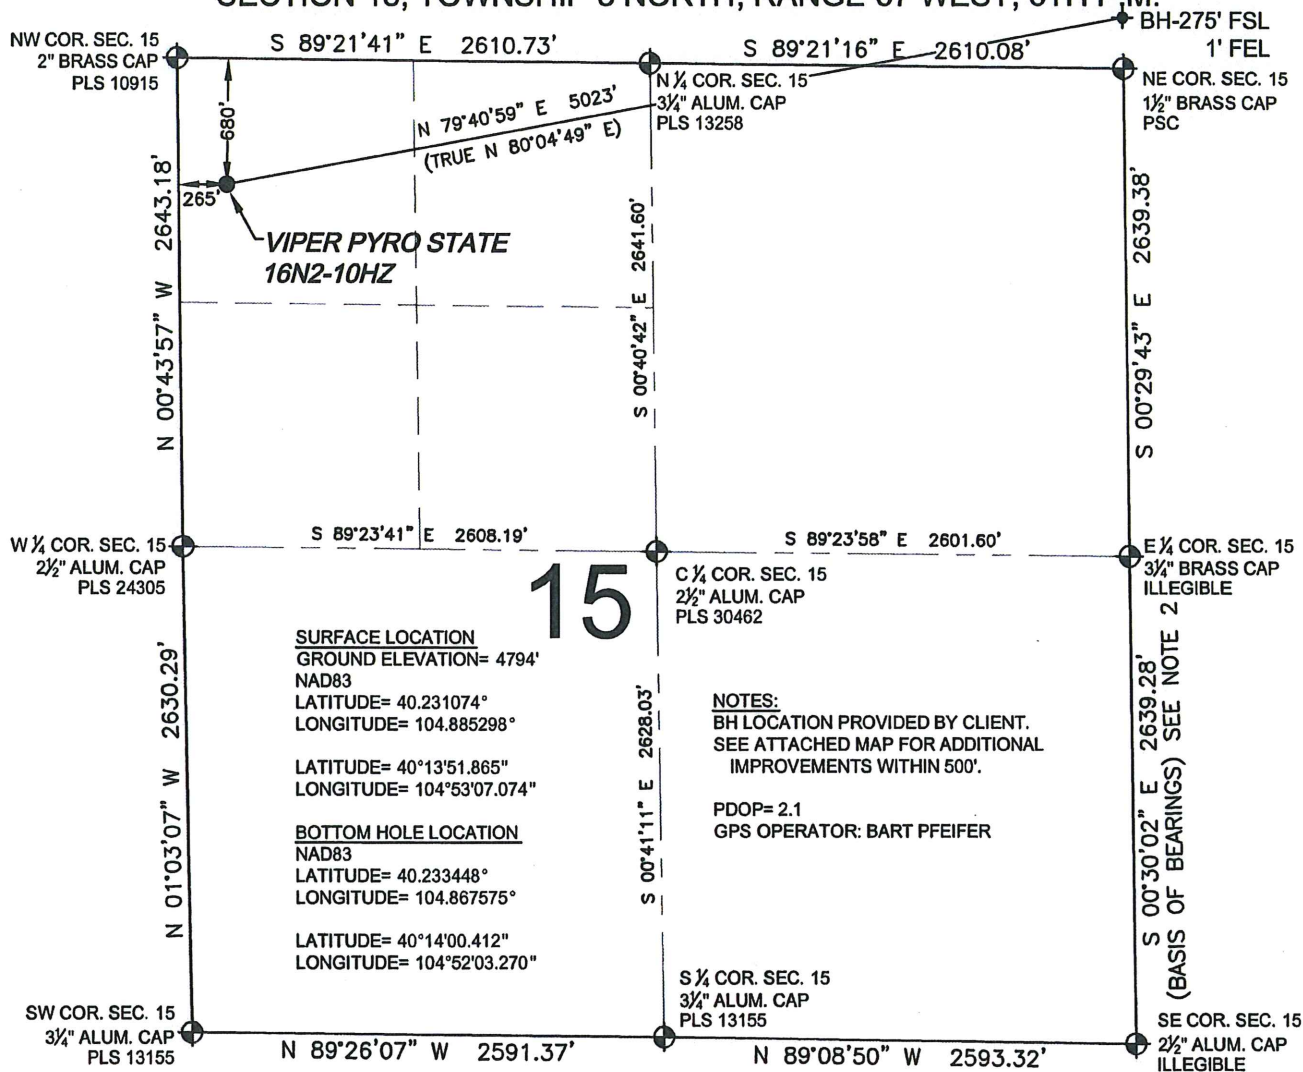 BH-275' FSL
1' FEL
NW COR. SEC. 15
2" BRASS CAP
PLS 10915
S 89°21'41" E 2610.73'
S 89°21'16" E 2610.08'
N ¼ COR. SEC. 15
3¼" ALUM. CAP
PLS 13258
NE COR. SEC. 15
1½" BRASS CAP
PSC
680'
265'
N 79°40'59" E 5023'
(TRUE N 80°04'49" E)
VIPER PYRO STATE
16N2-10HZ
N 00°43'57" W 2643.18'
S 00°40'42" E 2641.60'
S 00°29'43" E 2639.38'
W ¼ COR. SEC. 15
2½" ALUM. CAP
PLS 24305
S 89°23'41" E 2608.19'
S 89°23'58" E 2601.60'
E ¼ COR. SEC. 15
3¼" BRASS CAP
ILLEGIBLE
15
C ¼ COR. SEC. 15
2½" ALUM. CAP
PLS 30462
SURFACE LOCATION
GROUND ELEVATION= 4794'
NAD83
LATITUDE= 40.231074°
LONGITUDE= 104.885298°
LATITUDE= 40°13'51.865"
LONGITUDE= 104°53'07.074"
BOTTOM HOLE LOCATION
NAD83
LATITUDE= 40.233448°
LONGITUDE= 104.867575°
LATITUDE= 40°14'00.412"
LONGITUDE= 104°52'03.270"
NOTES:
BH LOCATION PROVIDED BY CLIENT.
SEE ATTACHED MAP FOR ADDITIONAL
IMPROVEMENTS WITHIN 500'.
PDOP= 2.1
GPS OPERATOR: BART PFEIFER
N 01°03'07" W 2630.29'
S 00°41'11" E 2628.03'
S 00°30'02" E 2639.28'
(BASIS OF BEARINGS) SEE NOTE 2
SW COR. SEC. 15
3¼" ALUM. CAP
PLS 13155
S ¼ COR. SEC. 15
3¼" ALUM. CAP
PLS 13155
SE COR. SEC. 15
2½" ALUM. CAP
ILLEGIBLE
N 89°26'07" W 2591.37'
N 89°08'50" W 2593.32'